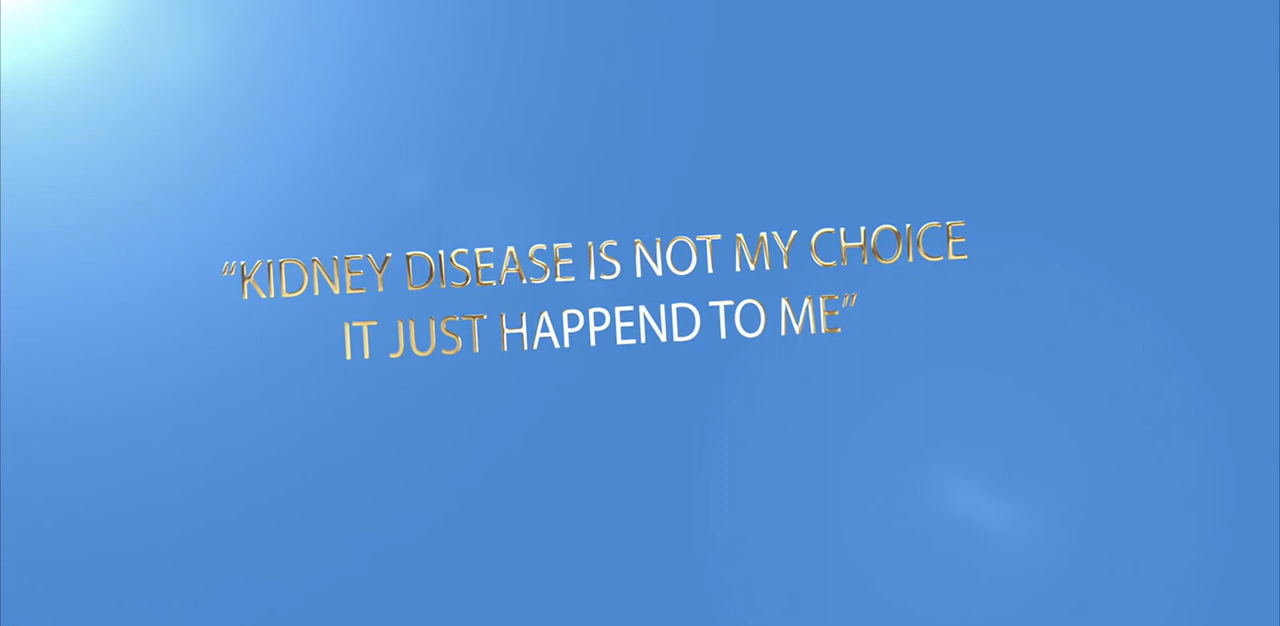 “KIDNEY DISEASE IS NOT MY CHOICE
IT JUST HAPPEND TO ME”